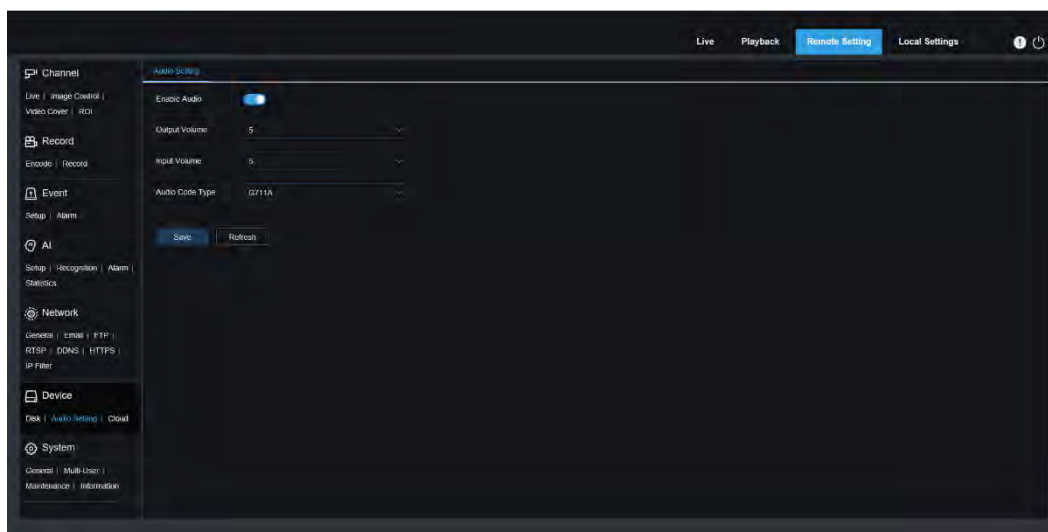 Live Playback Remote Setting Local Settings
Channel
Live | Image Control |
Video Cover | ROI
Record
Encode | Record
Event
Setup | Alarm
AI
Setup | Recognition | Alarm |
Statistics
Network
General | Email | FTP |
RTSP | DDNS | HTTPS |
IP Filter
Device
Disk | Audio Setting | Cloud
System
General | Multi-User |
Maintenance | Information
Audio Setting
Enable Audio
Output Volume 5
Input Volume 5
Audio Code Type G711A
Save Refresh